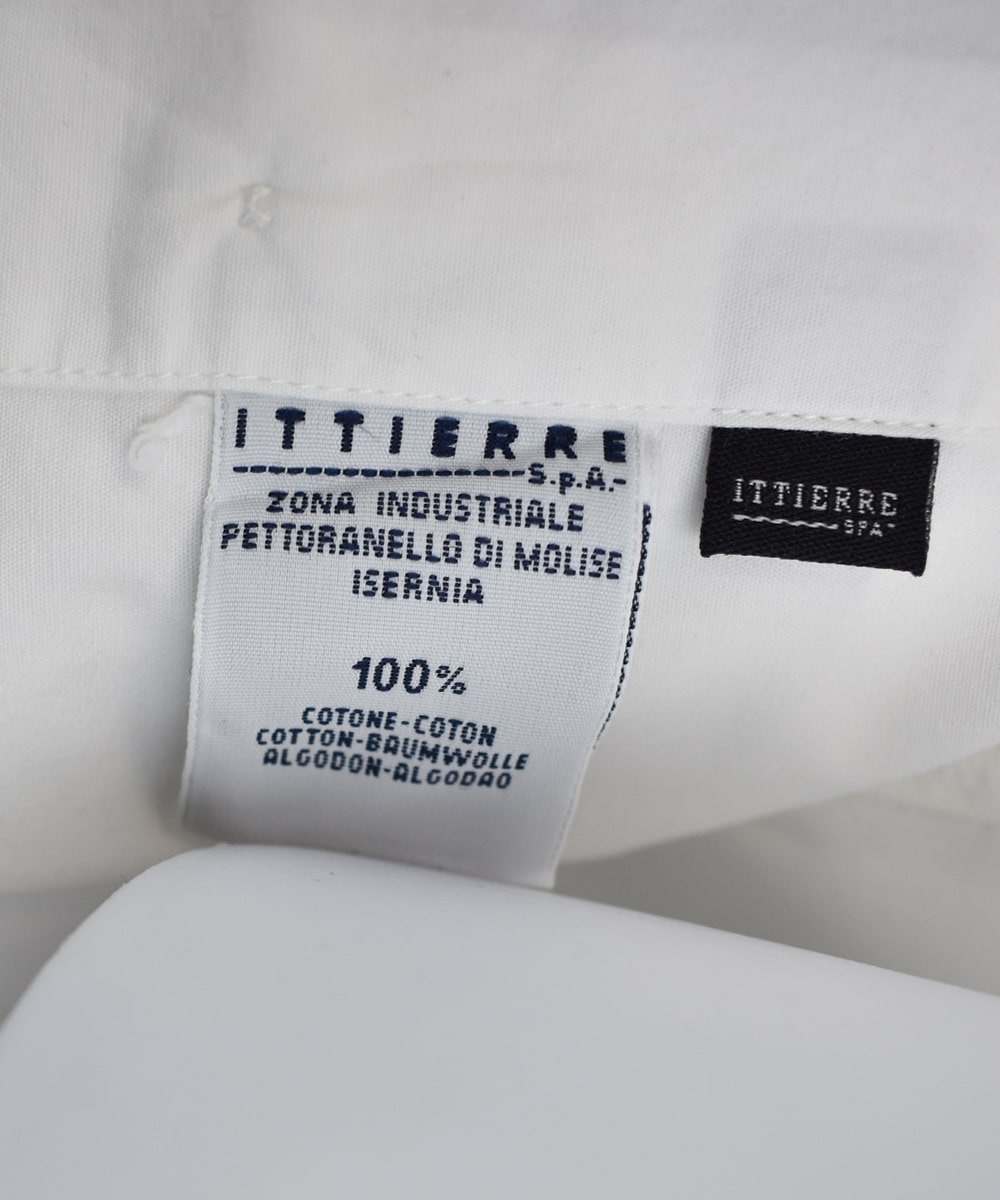 ITTIERRE
S.p.A.-
ZONA INDUSTRIALE
PETTORANELLO DI MOLISE
ISERNIA
100%
COTONE-COTON
COTTON-BAUMWOLLE
ALGODON-ALGODAO
ITTIERRE
SPA